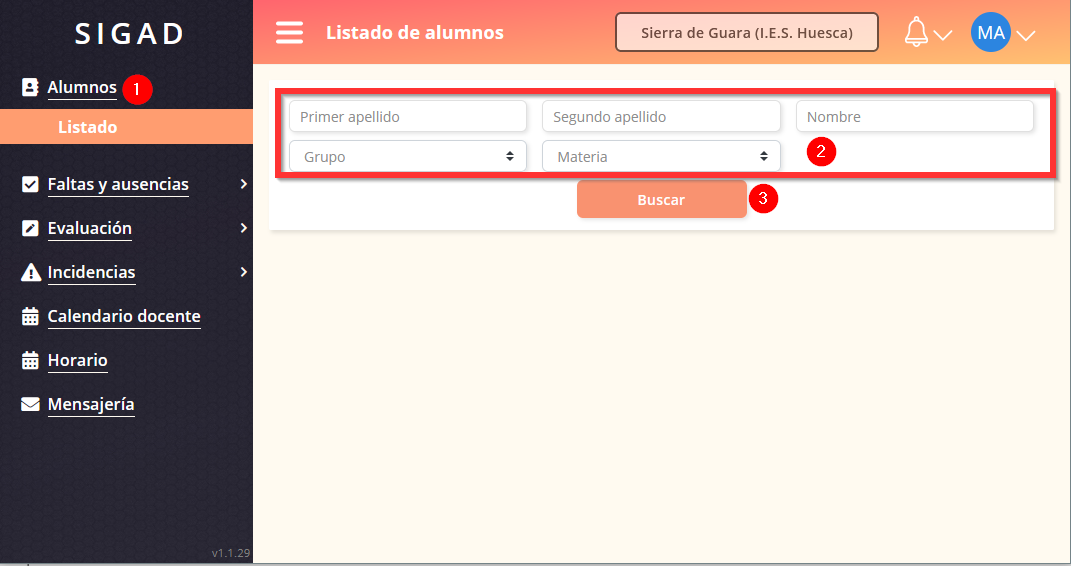 SIGAD
Alumnos
1
Listado
Faltas y ausencias
Evaluación
Incidencias
Calendario docente
Horario
Mensajería
v1.1.29
Listado de alumnos
Sierra de Guara (I.E.S. Huesca)
MA
Primer apellido
Segundo apellido
Nombre
Grupo
Materia
2
Buscar
3